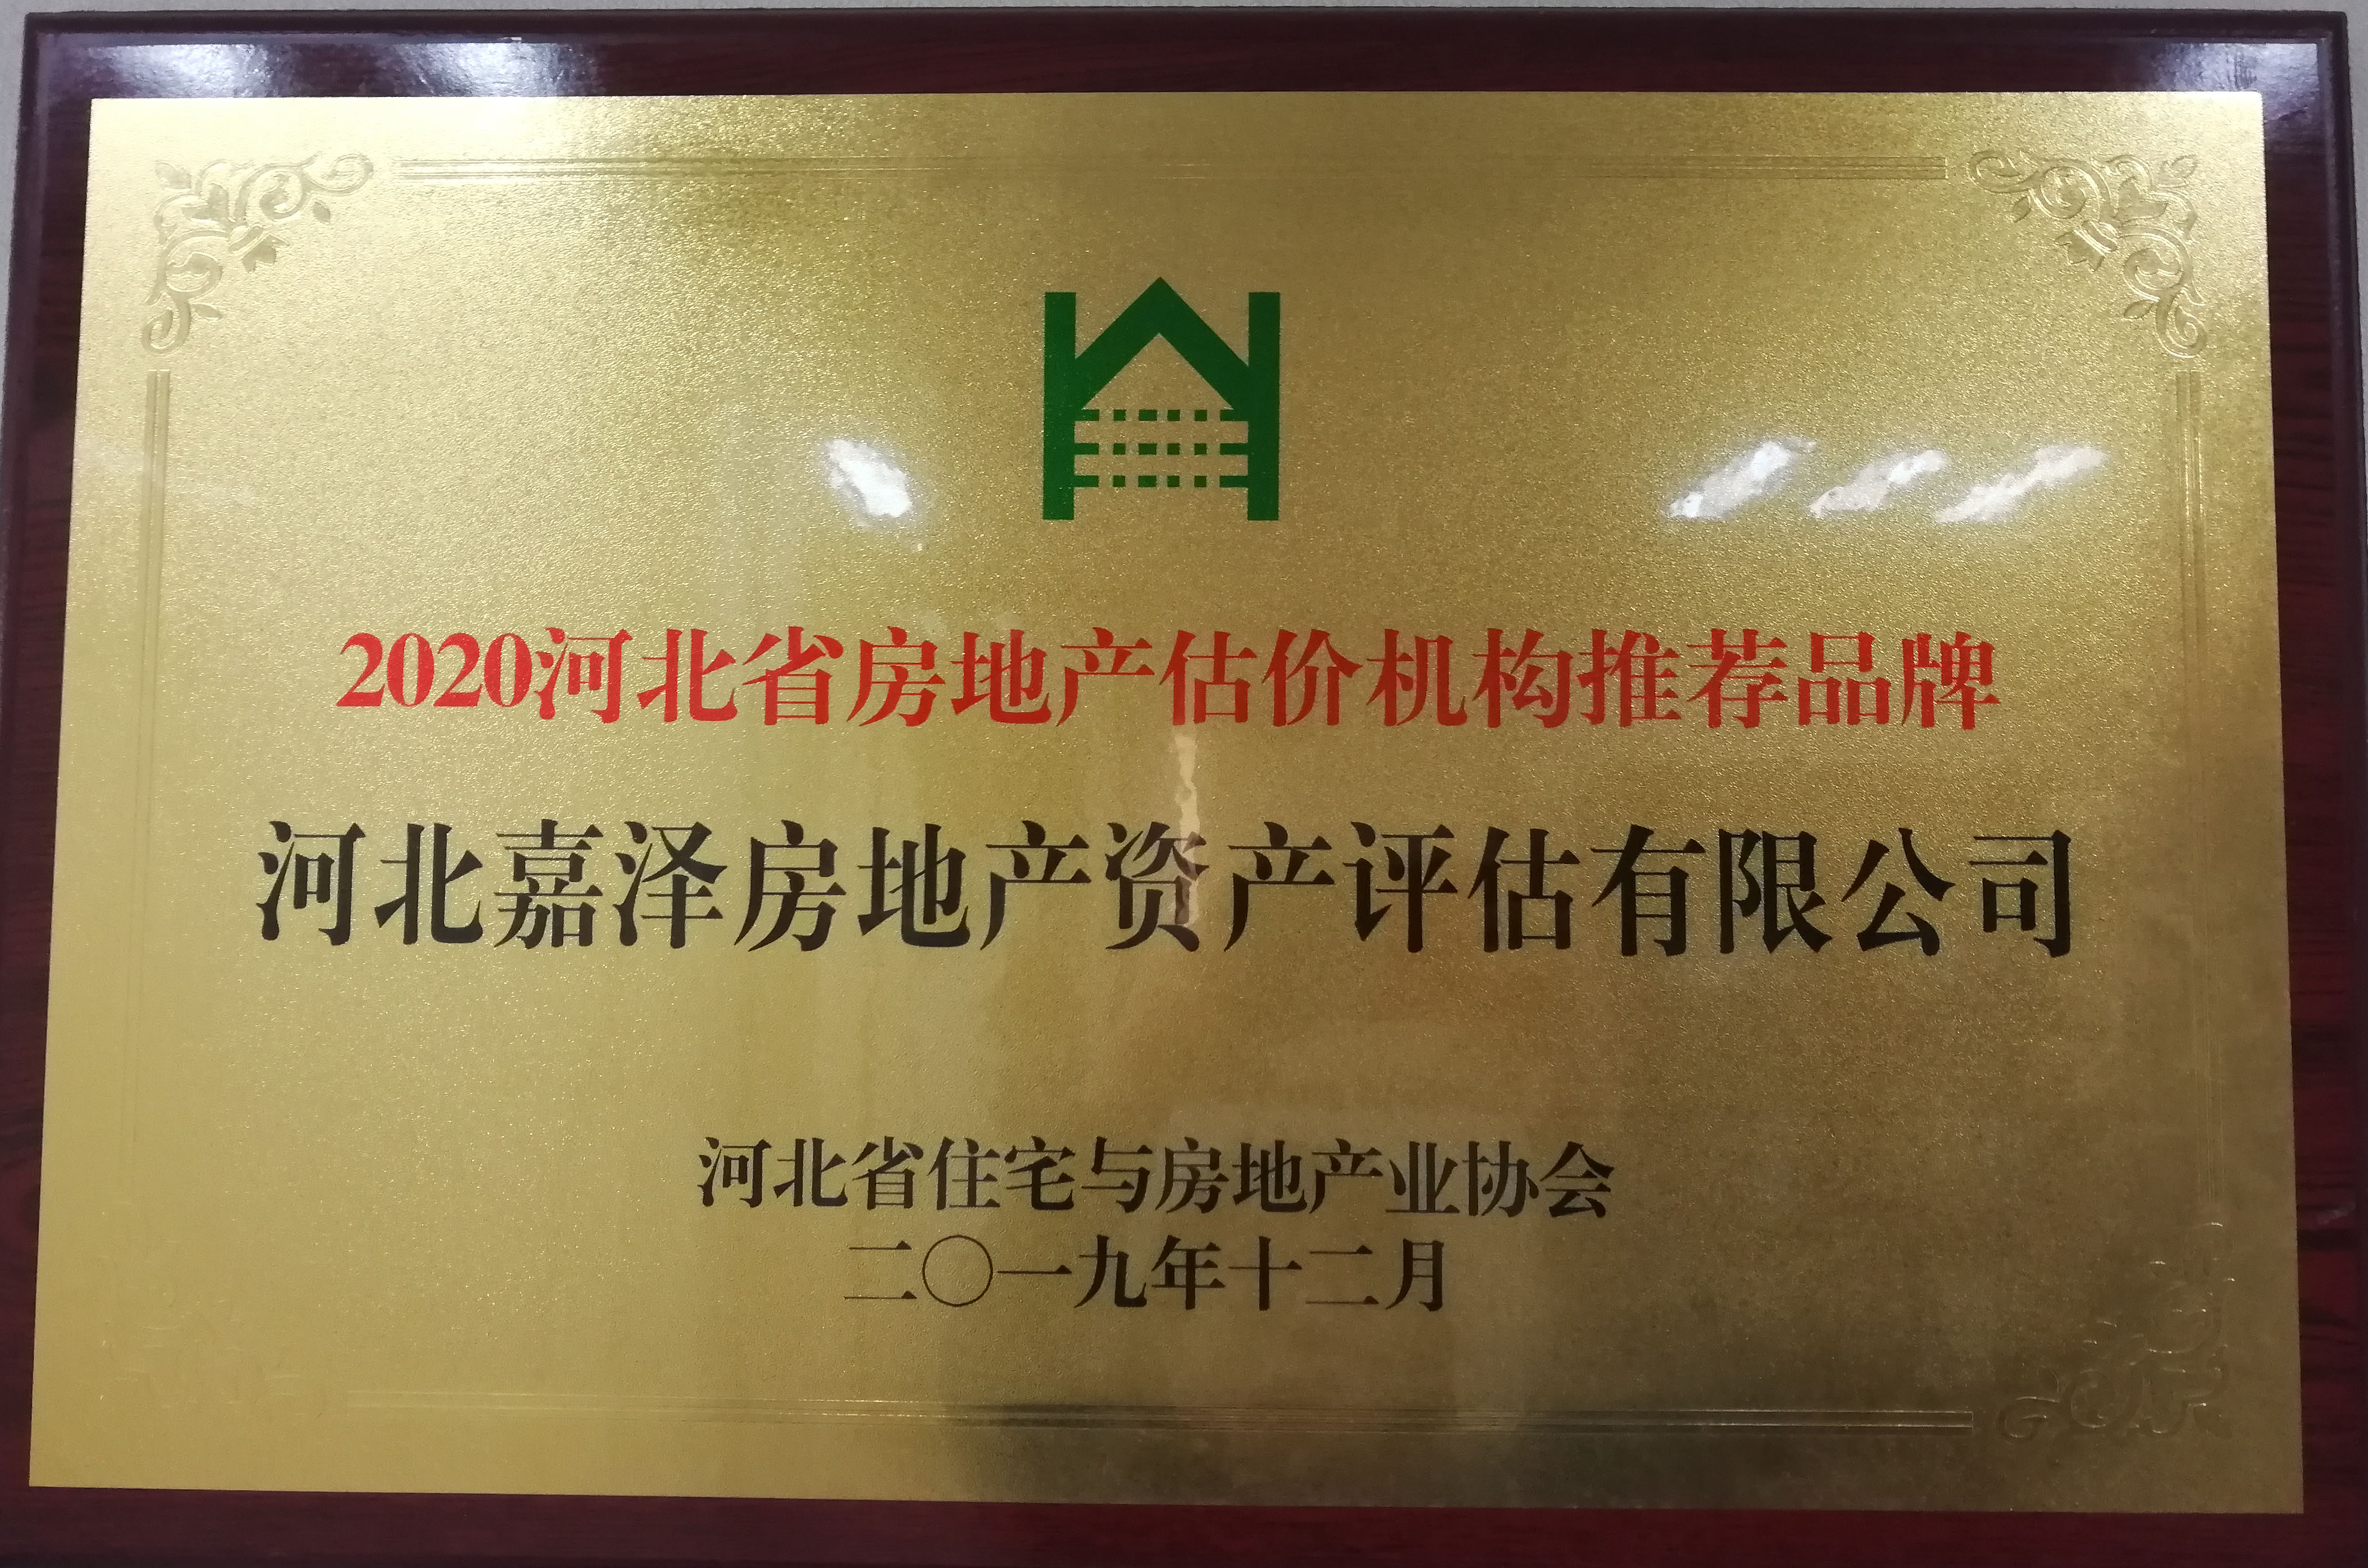 2020河北省房地产估价机构推荐品牌
河北嘉泽房地产资产评估有限公司
河北省住宅与房地产业协会
二〇一九年十二月